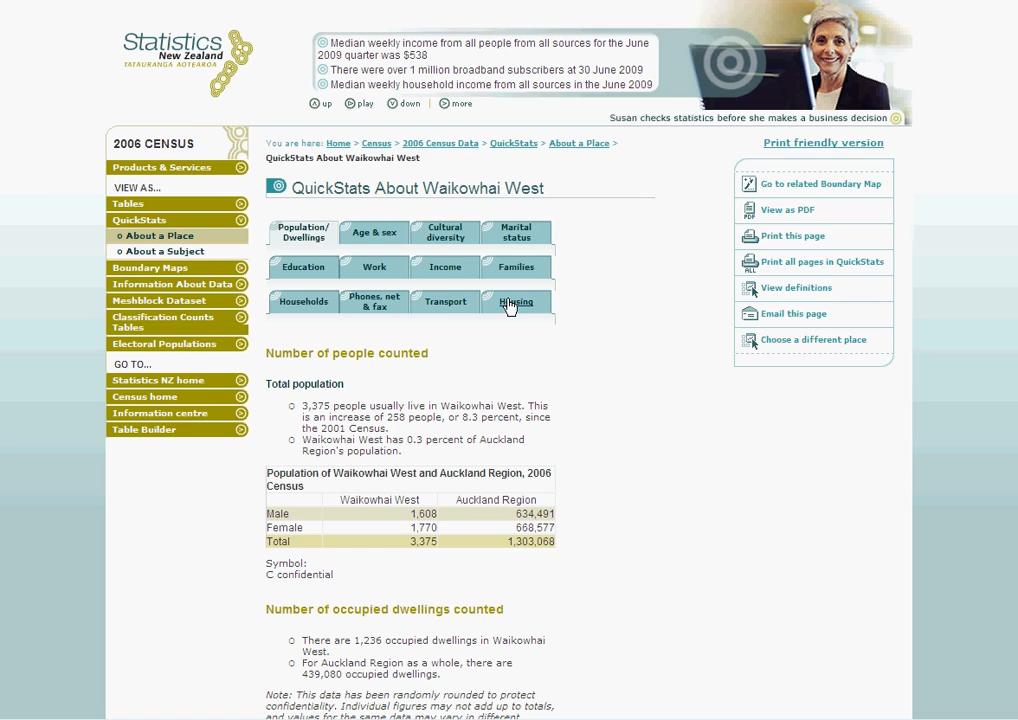 Statistics
New Zealand
TATAURANGA AOTEAROA
Median weekly income from all people from all sources for the June
2009 quarter was $538
There were over 1 million broadband subscribers at 30 June 2009
Median weekly household income from all sources in the June 2009
up play down | more
Susan checks statistics before she makes a business decision
2006 CENSUS
Products & Services
VIEW AS...
Tables
QuickStats
o About a Place
o About a Subject
Boundary Maps
Information About Data
Meshblock Dataset
Classification Counts
Tables
Electoral Populations
GO TO...
Statistics NZ home
Census home
Information centre
Table Builder
You are here: Home > Census > 2006 Census Data > QuickStats > About a Place >
QuickStats About Waikowhai West
QuickStats About Waikowhai West
Population/
Dwellings
Age & sex
Cultural
diversity
Marital
status
Education
Work
Income
Families
Households
Phones, net
& fax
Transport
Housing
Number of people counted
Total population
o 3,375 people usually live in Waikowhai West. This
is an increase of 258 people, or 8.3 percent, since
the 2001 Census.
o Waikowhai West has 0.3 percent of Auckland
Region's population.
Population of Waikowhai West and Auckland Region, 2006
Census
Waikowhai West Auckland Region
Male 1,608 634,491
Female 1,770 668,577
Total 3,375 1,303,068
Symbol:
C confidential
Number of occupied dwellings counted
o There are 1,236 occupied dwellings in Waikowhai
West.
o For Auckland Region as a whole, there are
439,080 occupied dwellings.
Note: This data has been randomly rounded to protect
confidentiality. Individual figures may not add up to totals,
and values for the same data may vary in different
Print friendly version
Go to related Boundary Map
PDF View as PDF
Print this page
ALL Print all pages in QuickStats
View definitions
Email this page
Choose a different place